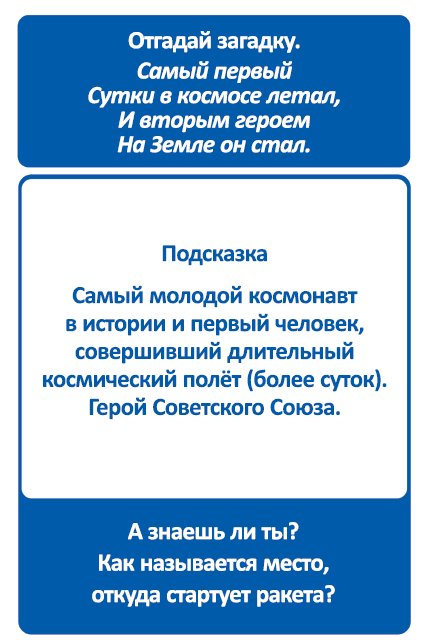 Отгадай загадку.
Самый первый
Сутки в космосе летал,
И вторым героем
На Земле он стал.
Подсказка
Самый молодой космонавт
в истории и первый человек,
совершивший длительный
космический полёт (более суток).
Герой Советского Союза.
А знаешь ли ты?
Как называется место,
откуда стартует ракета?